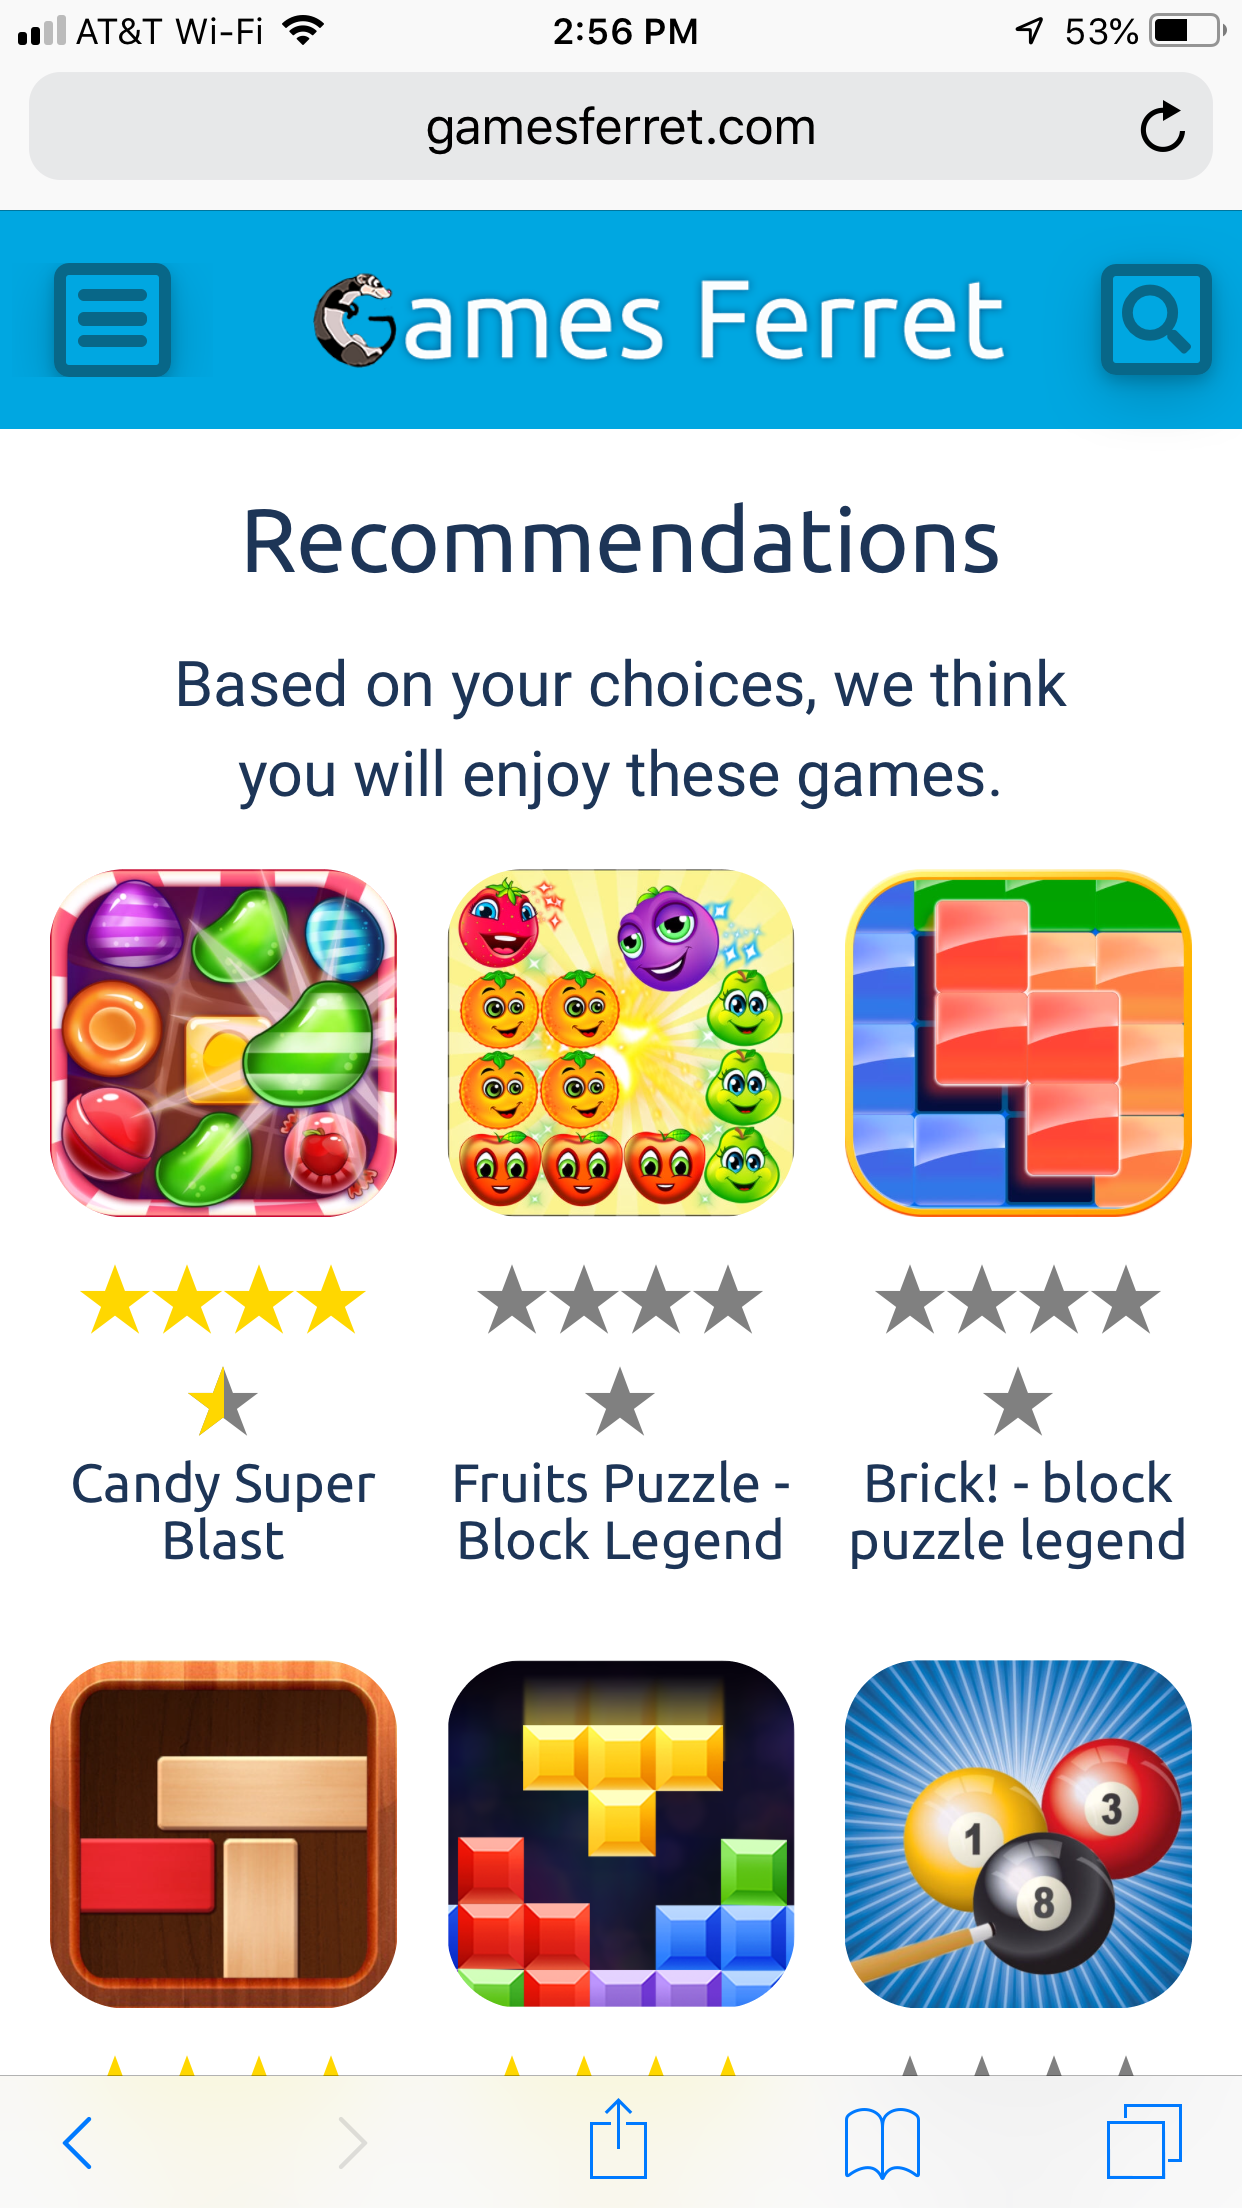 AT&T Wi-Fi 2:56 PM 53%
gamesferret.com
Games Ferret
Recommendations
Based on your choices, we think
you will enjoy these games.
Candy Super
Blast
Fruits Puzzle -
Block Legend
Brick! - block
puzzle legend
1
3
8